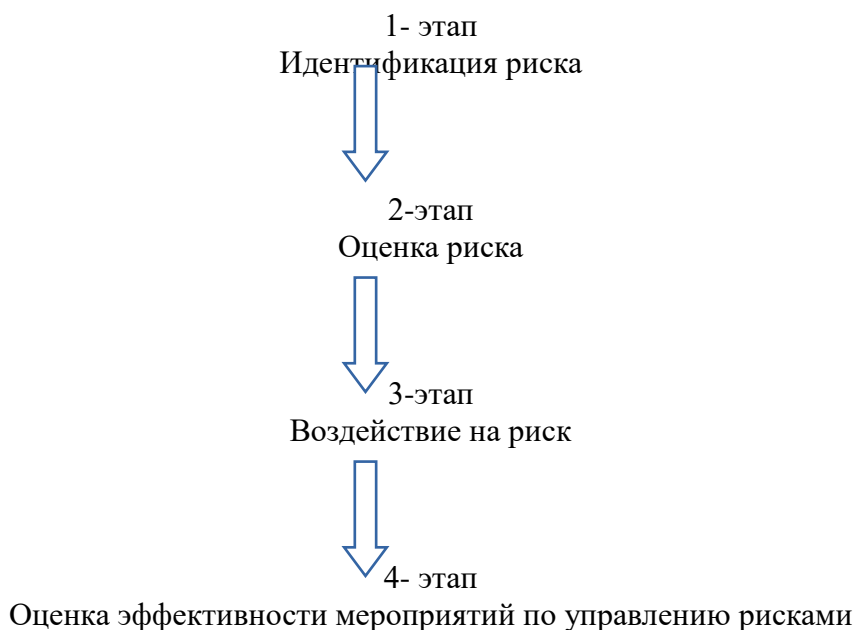 1- этап
Идентификация риска
2-этап
Оценка риска
3-этап
Воздействие на риск
4- этап
Оценка эффективности мероприятий по управлению рисками